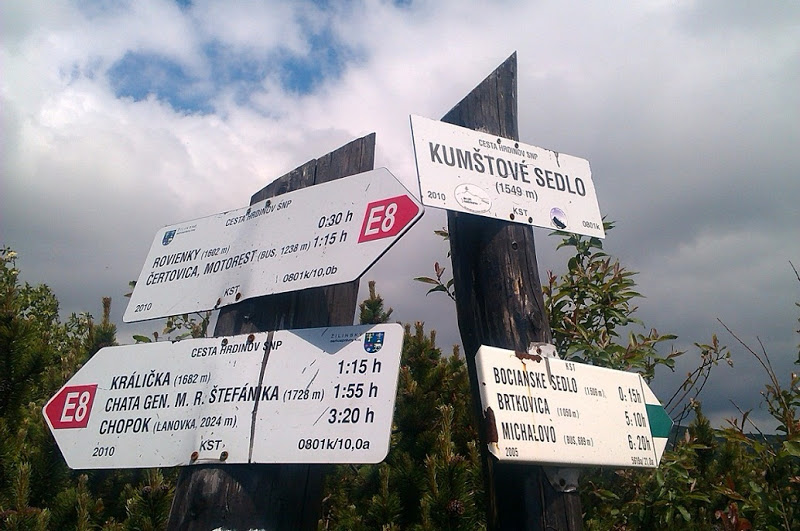 CESTA HRDINOV SNP
KUMŠTOVÉ SEDLO
(1549 m)
2010 KST 0801k
ŽILINSKÝ
CESTA HRDINOV SNP
0:30 h
ROVIENKY (1602 m) 1:15 h
ČERTOVICA, MOTOREST (BUS, 1238 m)
E8
2010 KST 0801k/10,0b
CESTA HRDINOV SNP
ŽILINSKÝ
E8
KRÁLIČKA (1682 m) 1:15 h
CHATA GEN. M. R. ŠTEFÁNIKA (1728 m) 1:55 h
CHOPOK (LANOVKA, 2024 m) 3:20 h
2010 KST 0801k/10,0a
KST
BOCIANSKE SEDLO 0:15h
BRTKOVICA 5:10h
MICHALOVO 6:20h
2005